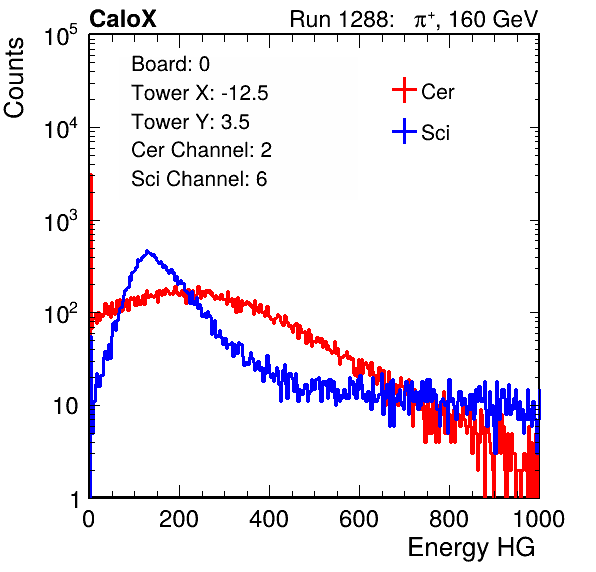 CaloX Run 1288: π⁺, 160 GeV
Board: 0
Tower X: -12.5
Tower Y: 3.5
Cer Channel: 2
Sci Channel: 6
Cer
Sci
Counts
10⁵
10⁴
10³
10²
10
1
0 200 400 600 800 1000
Energy HG